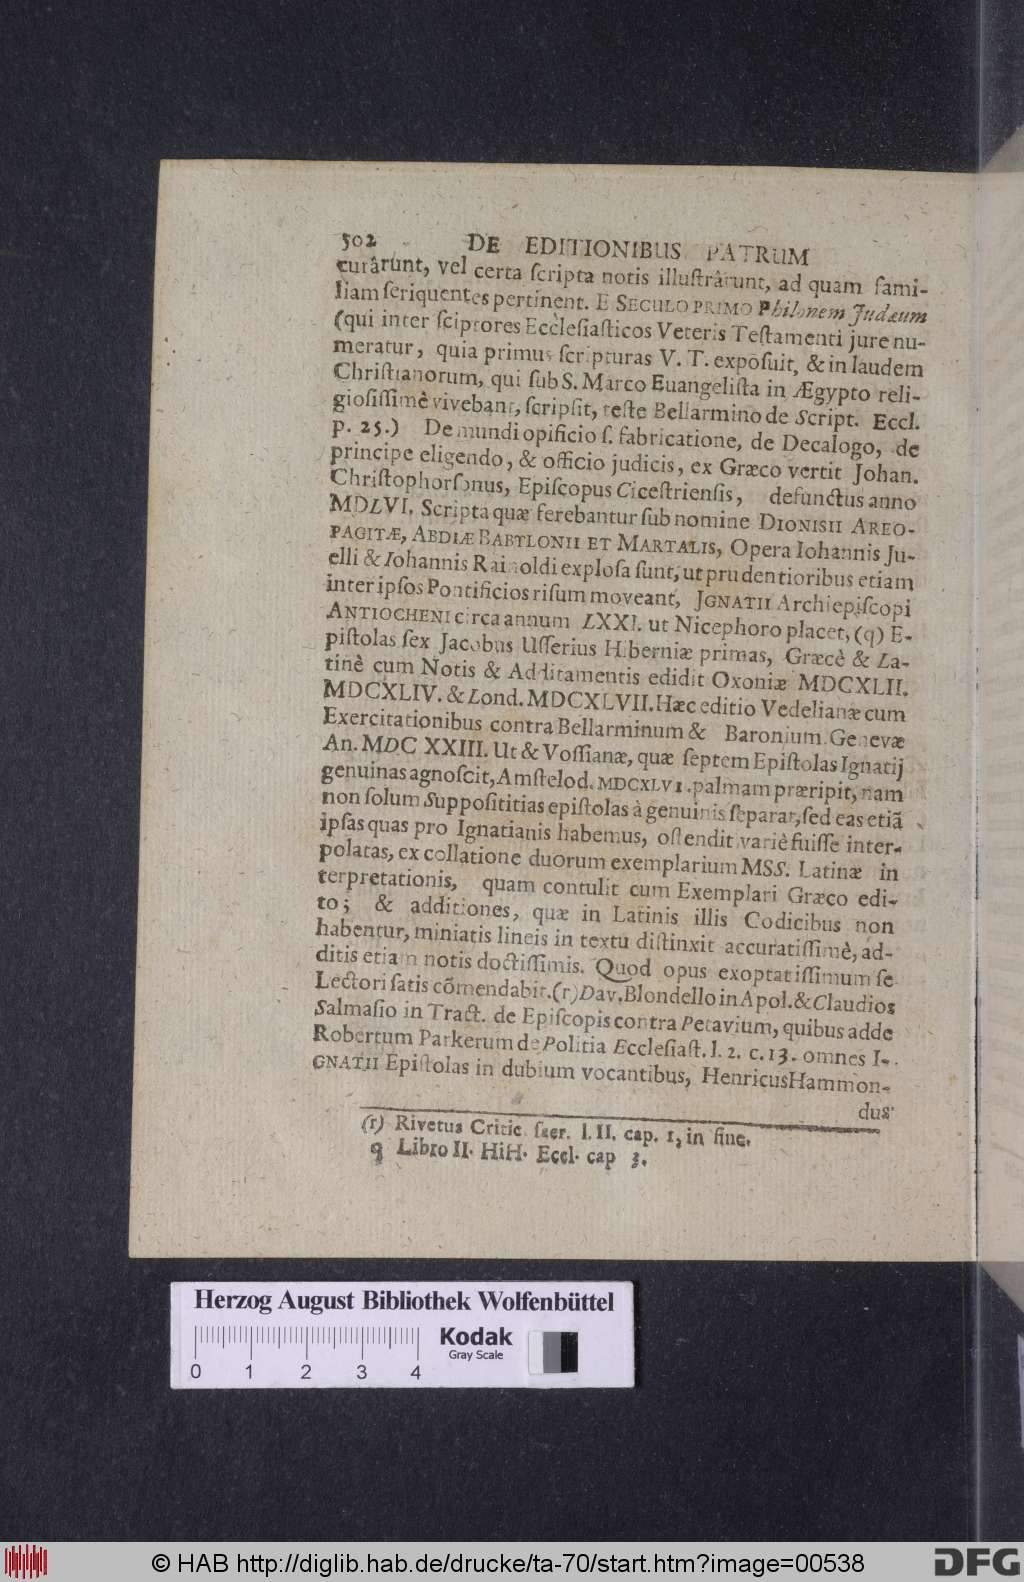 502 DE EDITIONIBUS PATRUM
curârunt, vel certa ſcripta notis illuſtrârunt, ad quam fami-
liam ſeriquentes pertinent. E SECULO PRIMO Philonem Judæum
(qui inter ſciptores Eccleſiaſticos Veteris Teſtamenti jure nu-
meratur, quia primus ſcripturas V. T. expoſuit, & in laudem
Chriſtianorum, qui ſub S. Marco Euangeliſta in Ægypto reli-
gioſiſſimè vivebant, ſcripſit, teſte Bellarmino de Script. Eccl.
p. 25.) De mundi opificio ſ. fabricatione, de Decalogo, de
principe eligendo, & officio judicis, ex Græco vertit Johan.
Chriſtophorſonus, Epiſcopus Ciceſtrienſis, defunctus anno
MDLVI. Scripta quæ ferebantur ſub nomine DIONISII AREO-
PAGITÆ, ABDIÆ BABYLONII ET MARTALIS, Opera Iohannis Ju-
elli & Iohannis Rainoldi exploſa ſunt, ut prudentioribus etiam
inter ipſos Pontificios riſum moveant, JGNATII Archiepiſcopi
ANTIOCHENI circa annum LXXI. ut Nicephoro placet, (q) E-
piſtolas ſex Jacobus Uſſerius Hiberniæ primas, Græcè & La-
tinè cum Notis & Additamentis edidit Oxoniæ MDCXLII.
MDCXLIV. & Lond. MDCXLVII. Hæc editio Vedelianæ cum
Exercitationibus contra Bellarminum & Baronium. Genevæ
An. MDC XXIII. Ut & Voſſianæ, quæ ſeptem Epiſtolas Ignatij
genuinas agnoſcit, Amſtelod. MDCXLVI. palmam præripit, nam
non ſolum Suppoſititias epiſtolas à genuinis ſeparat, ſed eas etiã
ipſas quas pro Ignatianis habemus, oſtendit variè fuiſſe inter-
polatas, ex collatione duorum exemplarium MSS. Latinæ in
terpretationis, quam contulit cum Exemplari Græco edi-
to; & additiones, quæ in Latinis illis Codicibus non
habentur, miniatis lineis in textu diſtinxit accuratiſſimè, ad-
ditis etiam notis doctiſſimis. Quod opus exoptatiſſimum ſe
Lectori ſatis cõmendabit. (r) Dav. Blondello in Apol. & Claudios
Salmaſio in Tract. de Epiſcopis contra Petavium, quibus adde
Robertum Parkerum de Politia Eccleſiaſt. l. 2. c. 13. omnes I-
GNATII Epiſtolas in dubium vocantibus, Henricus Hammon-
dus
(r) Rivetus Critic. ſacr. l. II. cap. 1, in fine.
q Libro II. HiH. Eccl. cap 3.
Herzog August Bibliothek Wolfenbüttel
0 1 2 3 4
Kodak
Gray Scale
© HAB http://diglib.hab.de/drucke/ta-70/start.htm?image=00538
DFG